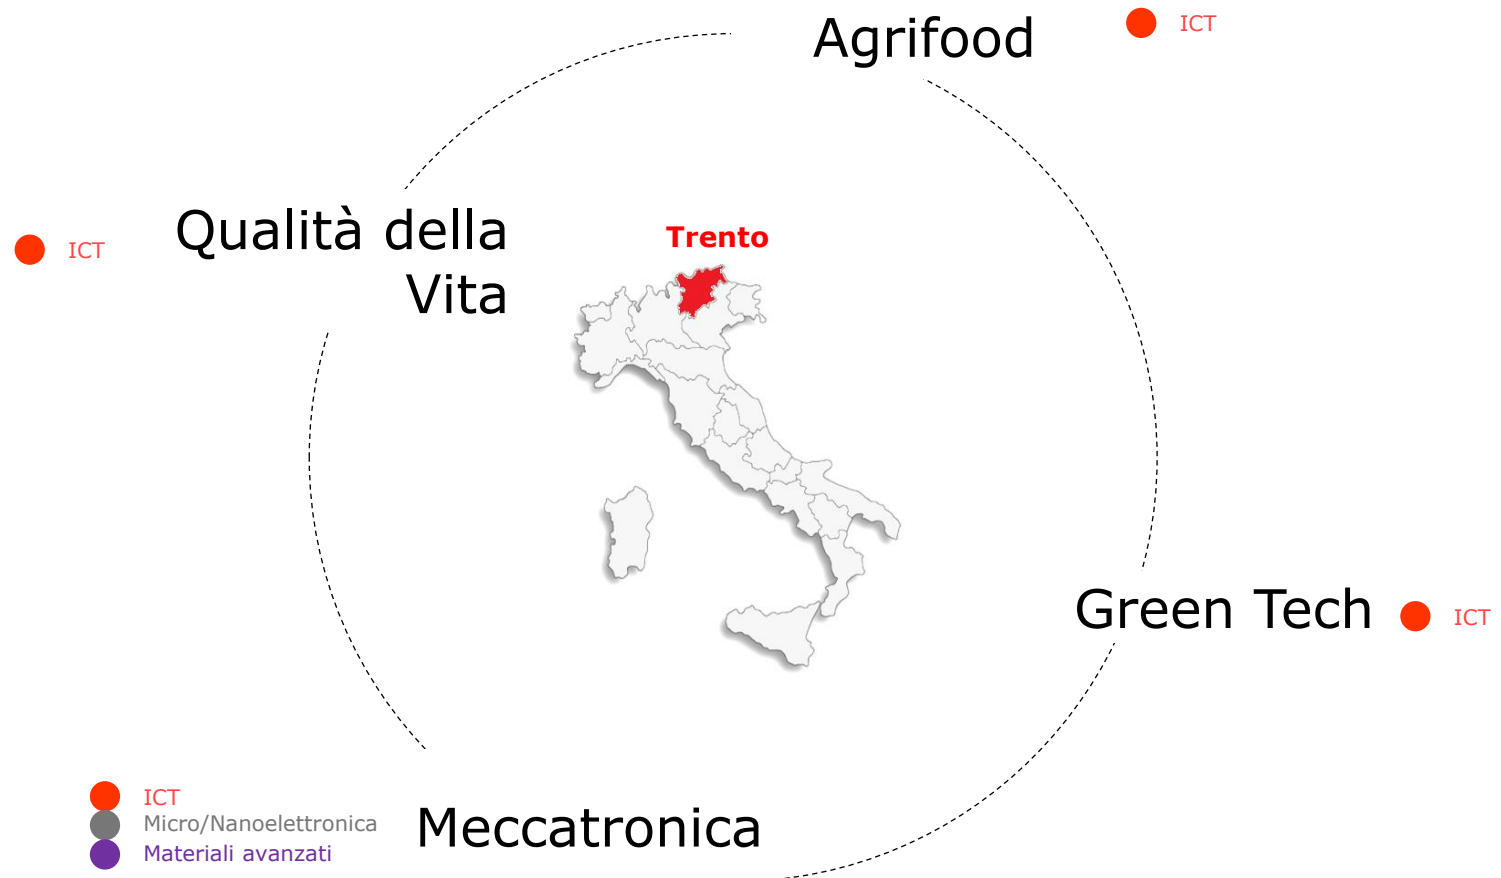 Agrifood
ICT
Qualità della
Vita
ICT
Trento
Green Tech
ICT
ICT
Micro/Nanoelettronica
Materiali avanzati
Meccatronica